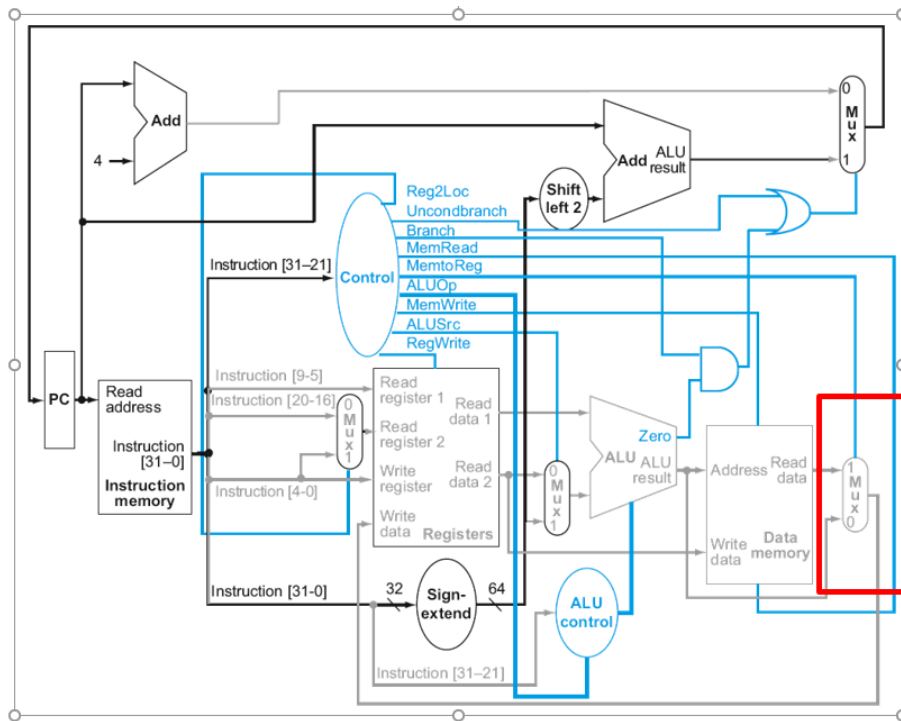 Add
4
0
Mux
1
Add
ALU
result
Shift
left 2
Reg2Loc
Uncondbranch
Branch
MemRead
MemtoReg
ALUOp
MemWrite
ALUSrc
RegWrite
Control
Instruction [31–21]
PC
Read
address
Instruction
[31–0]
Instruction
memory
Instruction [9-5]
Instruction [20-16]
Instruction [4-0]
0
Mux
1
Read
register 1
Read
register 2
Write
register
Write
data
Read
data 1
Read
data 2
Registers
0
Mux
1
Zero
ALU
ALU
result
Address
Read
data
Write
data
Data
memory
1
Mux
0
Instruction [31-0]
32
Sign-
extend
64
ALU
control
Instruction [31–21]